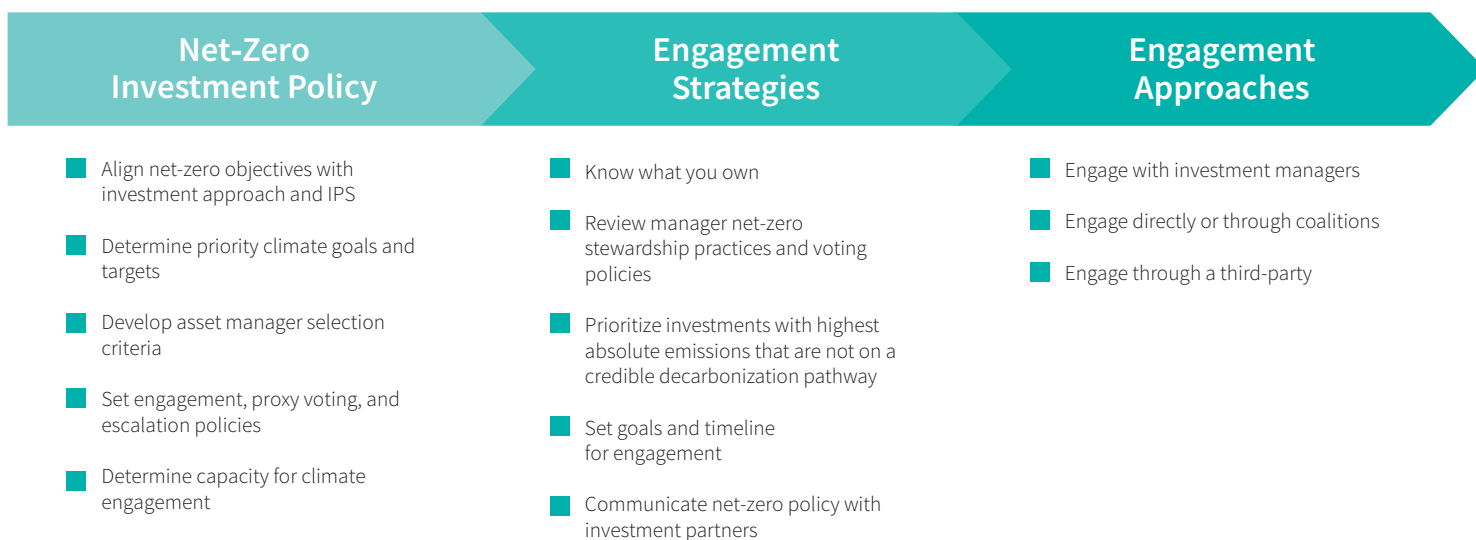 Net-Zero
Investment Policy
Align net-zero objectives with
investment approach and IPS
Determine priority climate goals and
targets
Develop asset manager selection
criteria
Set engagement, proxy voting, and
escalation policies
Determine capacity for climate
engagement
Engagement
Strategies
Know what you own
Review manager net-zero
stewardship practices and voting
policies
Prioritize investments with highest
absolute emissions that are not on a
credible decarbonization pathway
Set goals and timeline
for engagement
Communicate net-zero policy with
investment partners
Engagement
Approaches
Engage with investment managers
Engage directly or through coalitions
Engage through a third-party